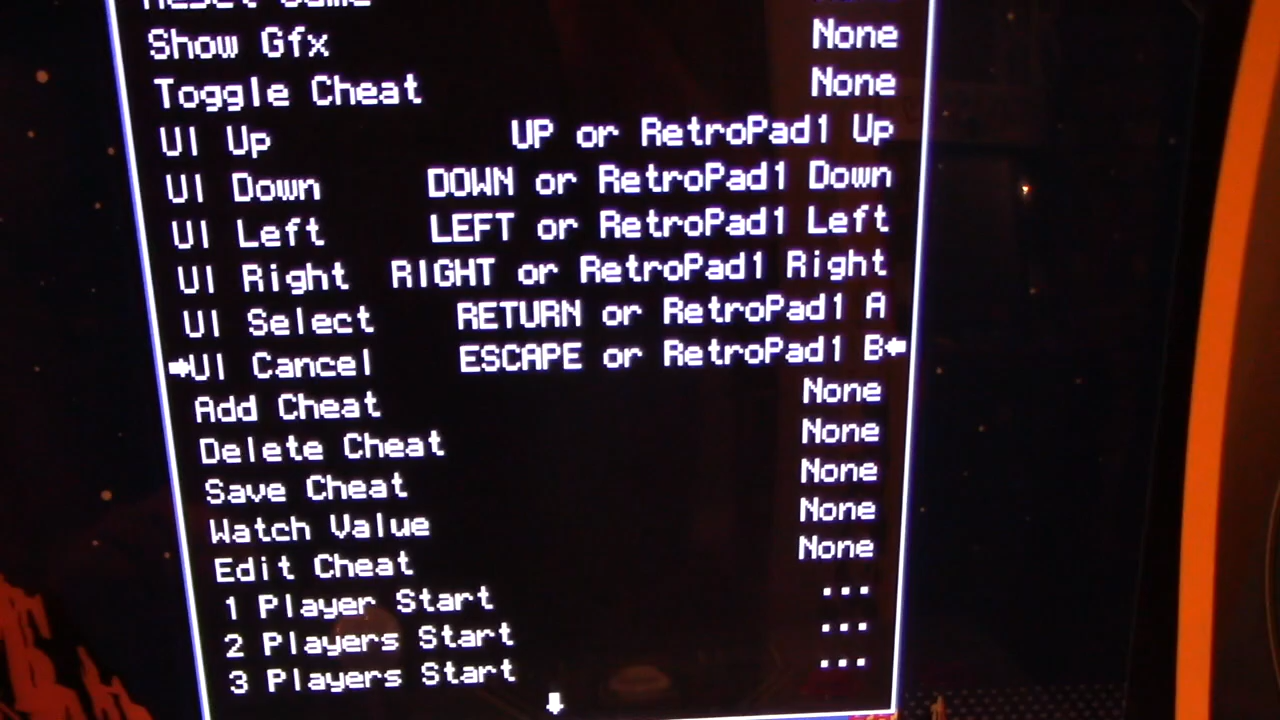 Reset Game
Show Gfx None
Toggle Cheat None
UI Up UP or RetroPad1 Up
UI Down DOWN or RetroPad1 Down
UI Left LEFT or RetroPad1 Left
UI Right RIGHT or RetroPad1 Right
UI Select RETURN or RetroPad1 A
UI Cancel ESCAPE or RetroPad1 B
Add Cheat None
Delete Cheat None
Save Cheat None
Watch Value None
Edit Cheat None
1 Player Start ...
2 Players Start ...
3 Players Start ...